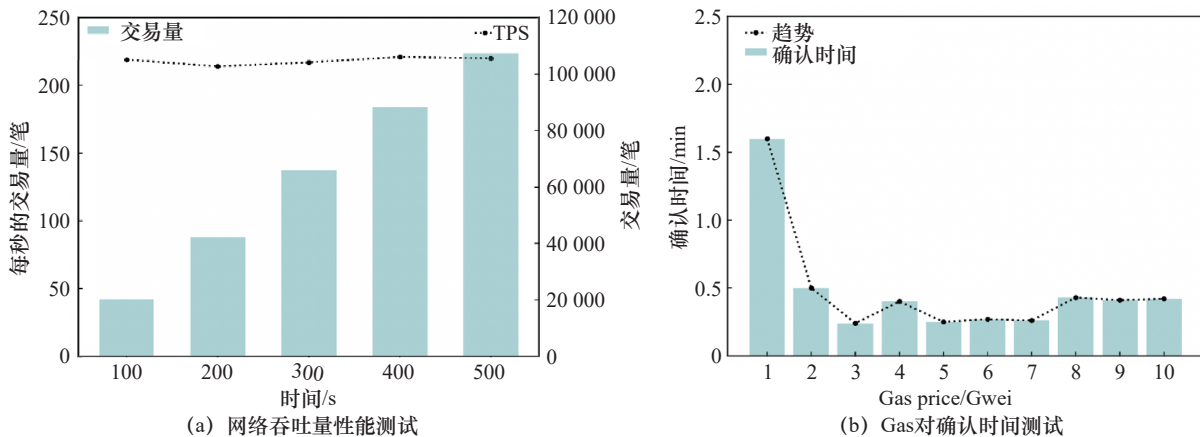 250
200
150
100
50
0
每秒的交易量/笔
交易量
TPS
120 000
100 000
80 000
60 000
40 000
20 000
0
交易量/笔
100 200 300 400 500
时间/s
(a) 网络吞吐量性能测试
2.5
2.0
1.5
1.0
0.5
0
确认时间/min
趋势
确认时间
1 2 3 4 5 6 7 8 9 10
Gas price/Gwei
(b) Gas对确认时间测试